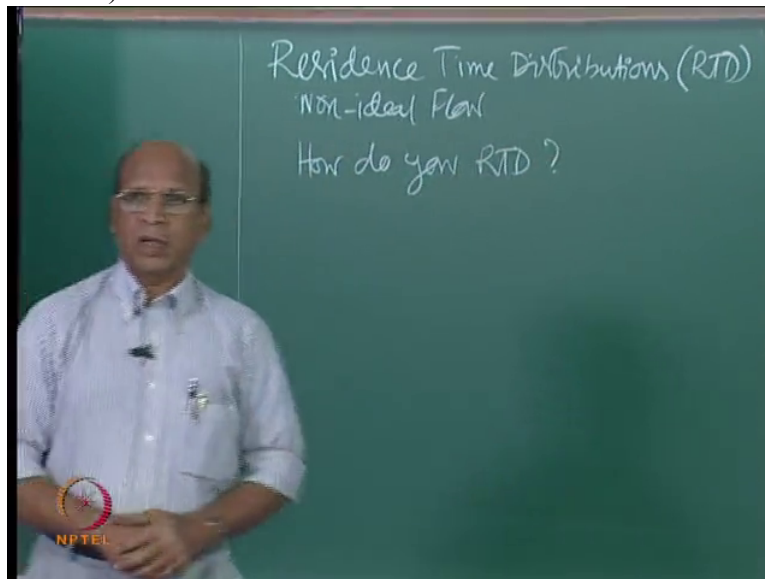 Residence Time Distributions (RTD)
Non-ideal Flow
How do you RTD ?
NPTEL